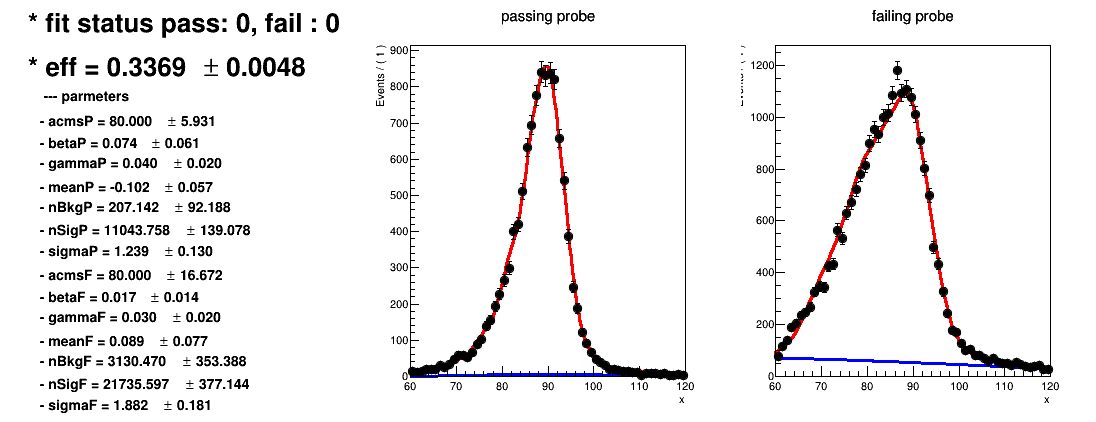 * fit status pass: 0, fail : 0
* eff = 0.3369 ± 0.0048
--- parmeters
- acmsP = 80.000 ± 5.931
- betaP = 0.074 ± 0.061
- gammaP = 0.040 ± 0.020
- meanP = -0.102 ± 0.057
- nBkgP = 207.142 ± 92.188
- nSigP = 11043.758 ± 139.078
- sigmaP = 1.239 ± 0.130
- acmsF = 80.000 ± 16.672
- betaF = 0.017 ± 0.014
- gammaF = 0.030 ± 0.020
- meanF = 0.089 ± 0.077
- nBkgF = 3130.470 ± 353.388
- nSigF = 21735.597 ± 377.144
- sigmaF = 1.882 ± 0.181
passing probe
Events / ( 1 )
900
800
700
600
500
400
300
200
100
0
60 70 80 90 100 110 120
x
failing probe
Events / ( 1 )
1200
1000
800
600
400
200
0
60 70 80 90 100 110 120
x